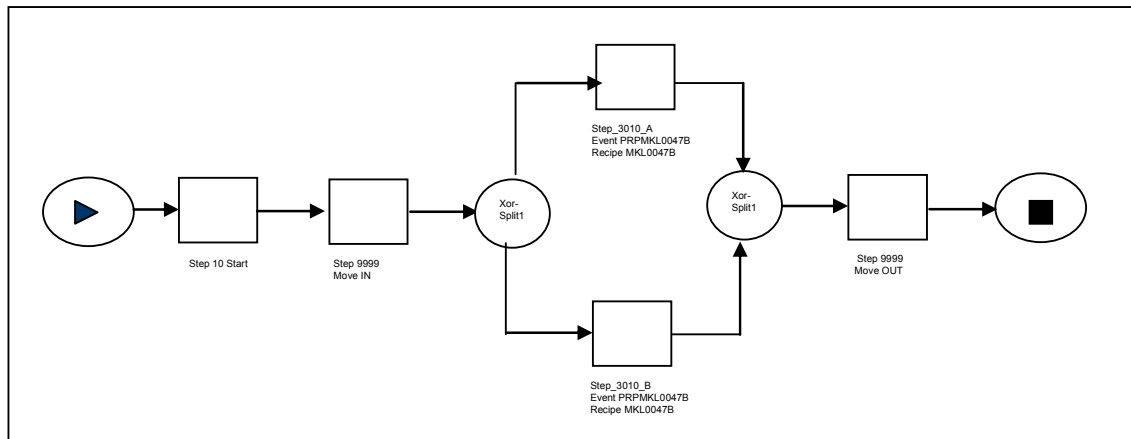 Step 10 Start
Step 9999
Move IN
Xor-
Split1
Step_3010_A
Event PRPMKL0047B
Recipe MKL0047B
Step_3010_B
Event PRPMKL0047B
Recipe MKL0047B
Xor-
Split1
Step 9999
Move OUT